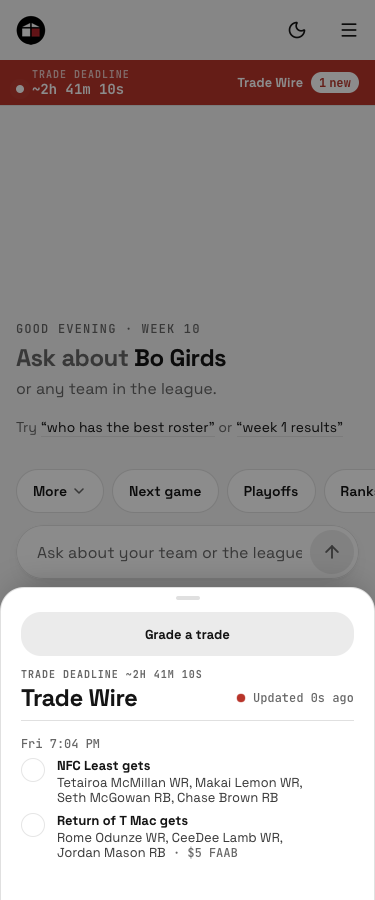 TRADE DEADLINE
~2h 41m 10s
Trade Wire 1 new
GOOD EVENING · WEEK 10
Ask about Bo Girds
or any team in the league.
Try “who has the best roster” or “week 1 results”
More Next game Playoffs Rank
Ask about your team or the league
Grade a trade
TRADE DEADLINE ~2H 41M 10S
Trade Wire
Updated 0s ago
Fri 7:04 PM
NFC Least gets
Tetairoa McMillan WR, Makai Lemon WR,
Seth McGowan RB, Chase Brown RB
Return of T Mac gets
Rome Odunze WR, CeeDee Lamb WR,
Jordan Mason RB · $5 FAAB